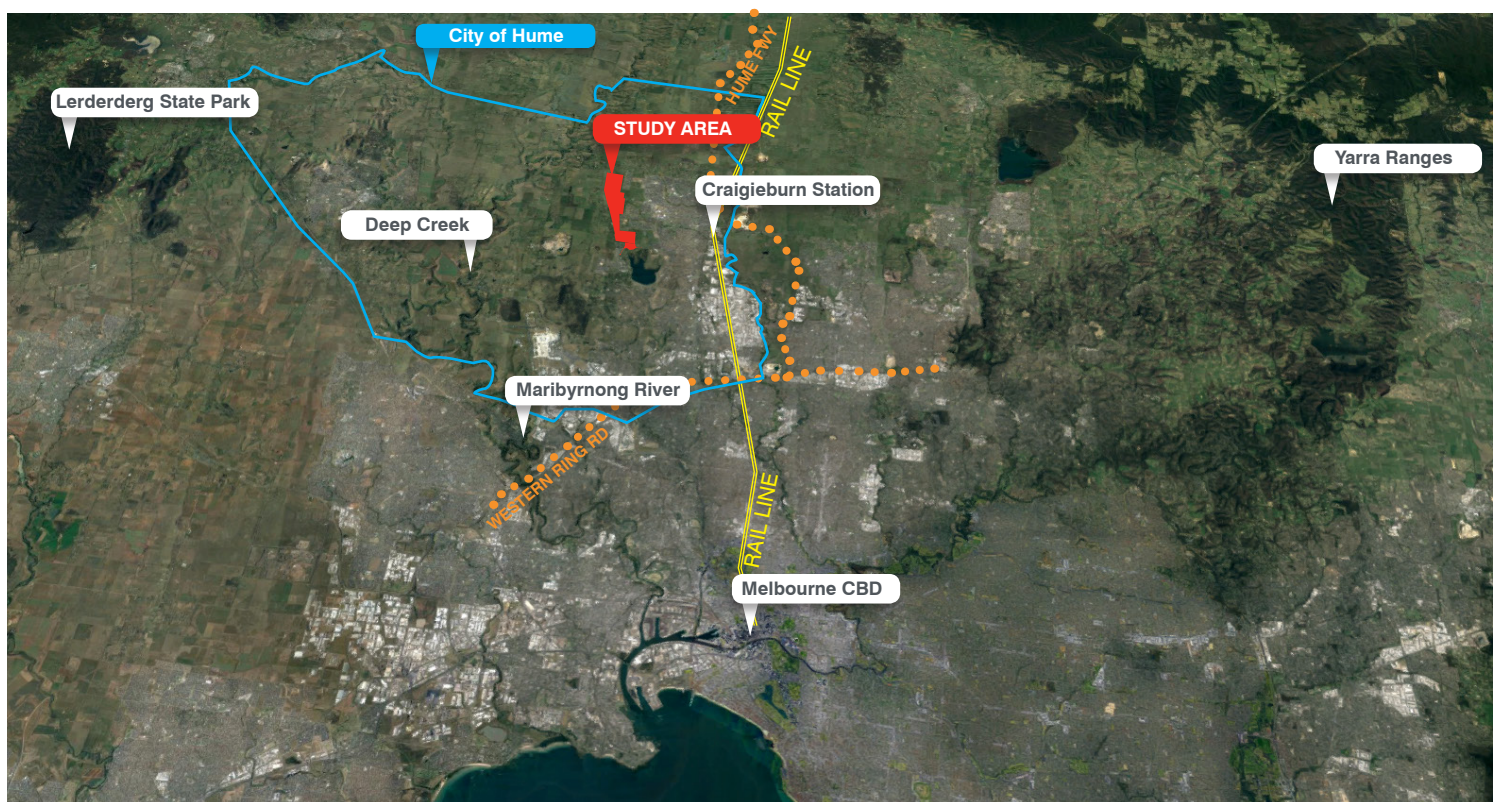 City of Hume
HUME FWY
RAIL LINE
Lerderderg State Park
STUDY AREA
Yarra Ranges
Craigieburn Station
Deep Creek
Maribyrnong River
WESTERN RING RD
RAIL LINE
Melbourne CBD